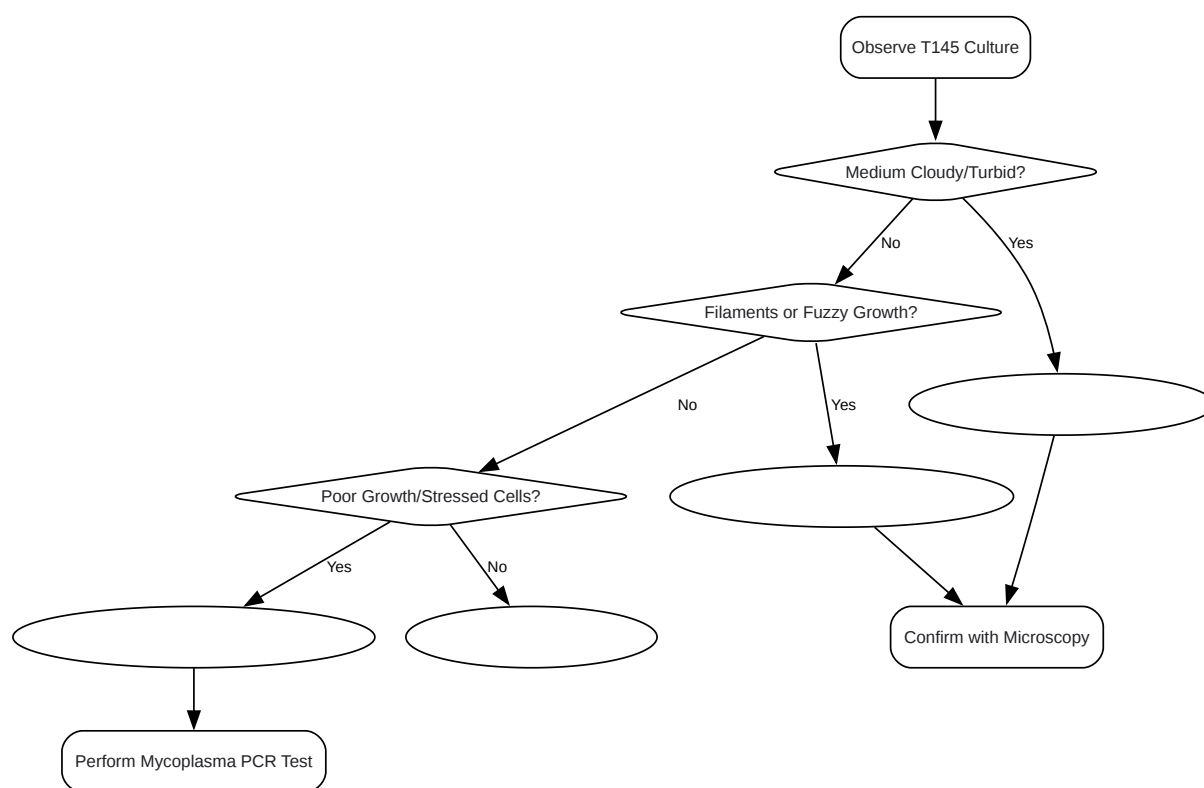 Observe T145 Culture
Medium Cloudy/Turbid?
No
Yes
Filaments or Fuzzy Growth?
No
Yes
Poor Growth/Stressed Cells?
Yes
No
Confirm with Microscopy
Perform Mycoplasma PCR Test